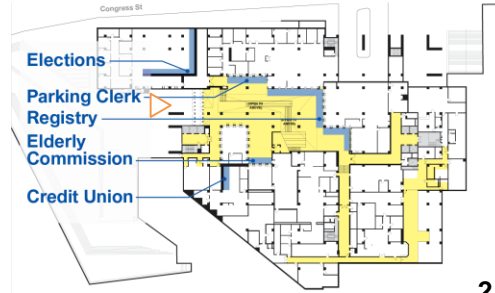 Congress St
Elections
Parking Clerk
Registry
Elderly
Commission
Credit Union
2